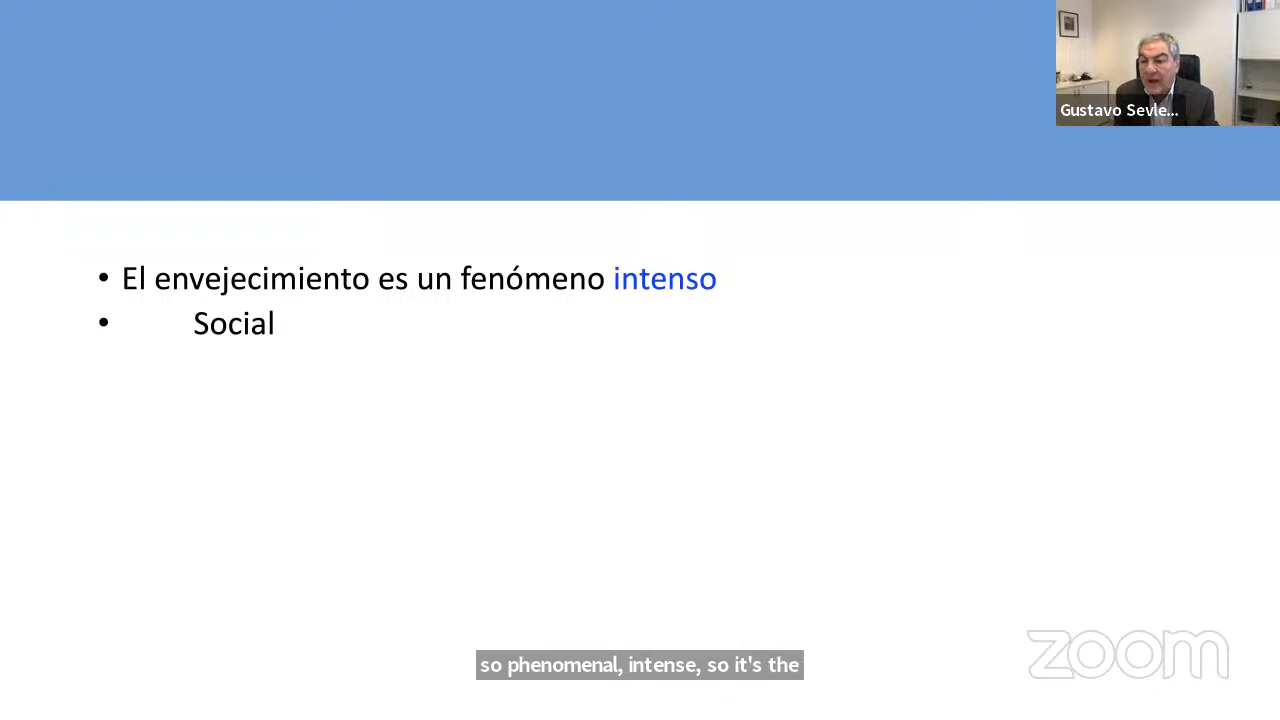 Gustavo Sevle...
• El envejecimiento es un fenómeno intenso
• Social
so phenomenal, intense, so it's the
zoom